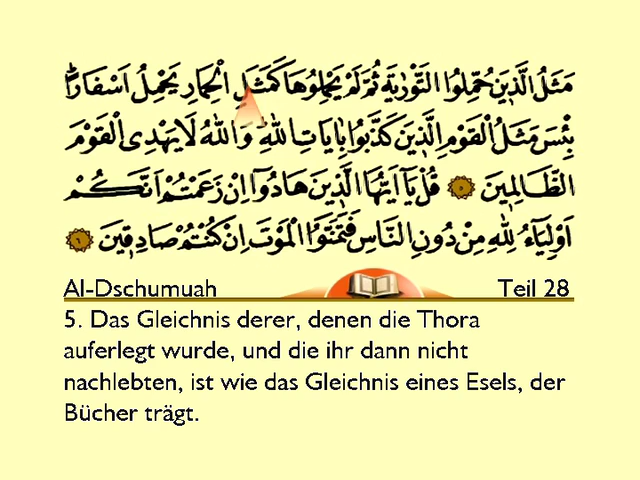 مَثَلُ الَّذِينَ حُمِّلُوا التَّوْرٰيةَ ثُمَّ لَمْ يَحْمِلُوهَا كَمَثَلِ الْحِمَارِ يَحْمِلُ اَسْفَارًاۜ
بِئْسَ مَثَلُ الْقَوْمِ الَّذِينَ كَذَّبُوا بِاٰيَاتِ اللّٰهِۜ وَاللّٰهُ لَا يَهْدِى الْقَوْمَ
الظَّالِمِينَ ٥ قُلْ يَٓا اَيُّهَا الَّذِينَ هَادُٓوا اِنْ زَعَمْتُمْ اَنَّكُمْ
اَوْلِيَٓاءُ لِلّٰهِ مِنْ دُونِ النَّاسِ فَتَمَنَّوُا الْمَوْتَ اِنْ كُنْتُمْ صَادِقِينَ ٦
Al-Dschumuah Teil 28
5. Das Gleichnis derer, denen die Thora
auferlegt wurde, und die ihr dann nicht
nachlebten, ist wie das Gleichnis eines Esels, der
Bücher trägt.